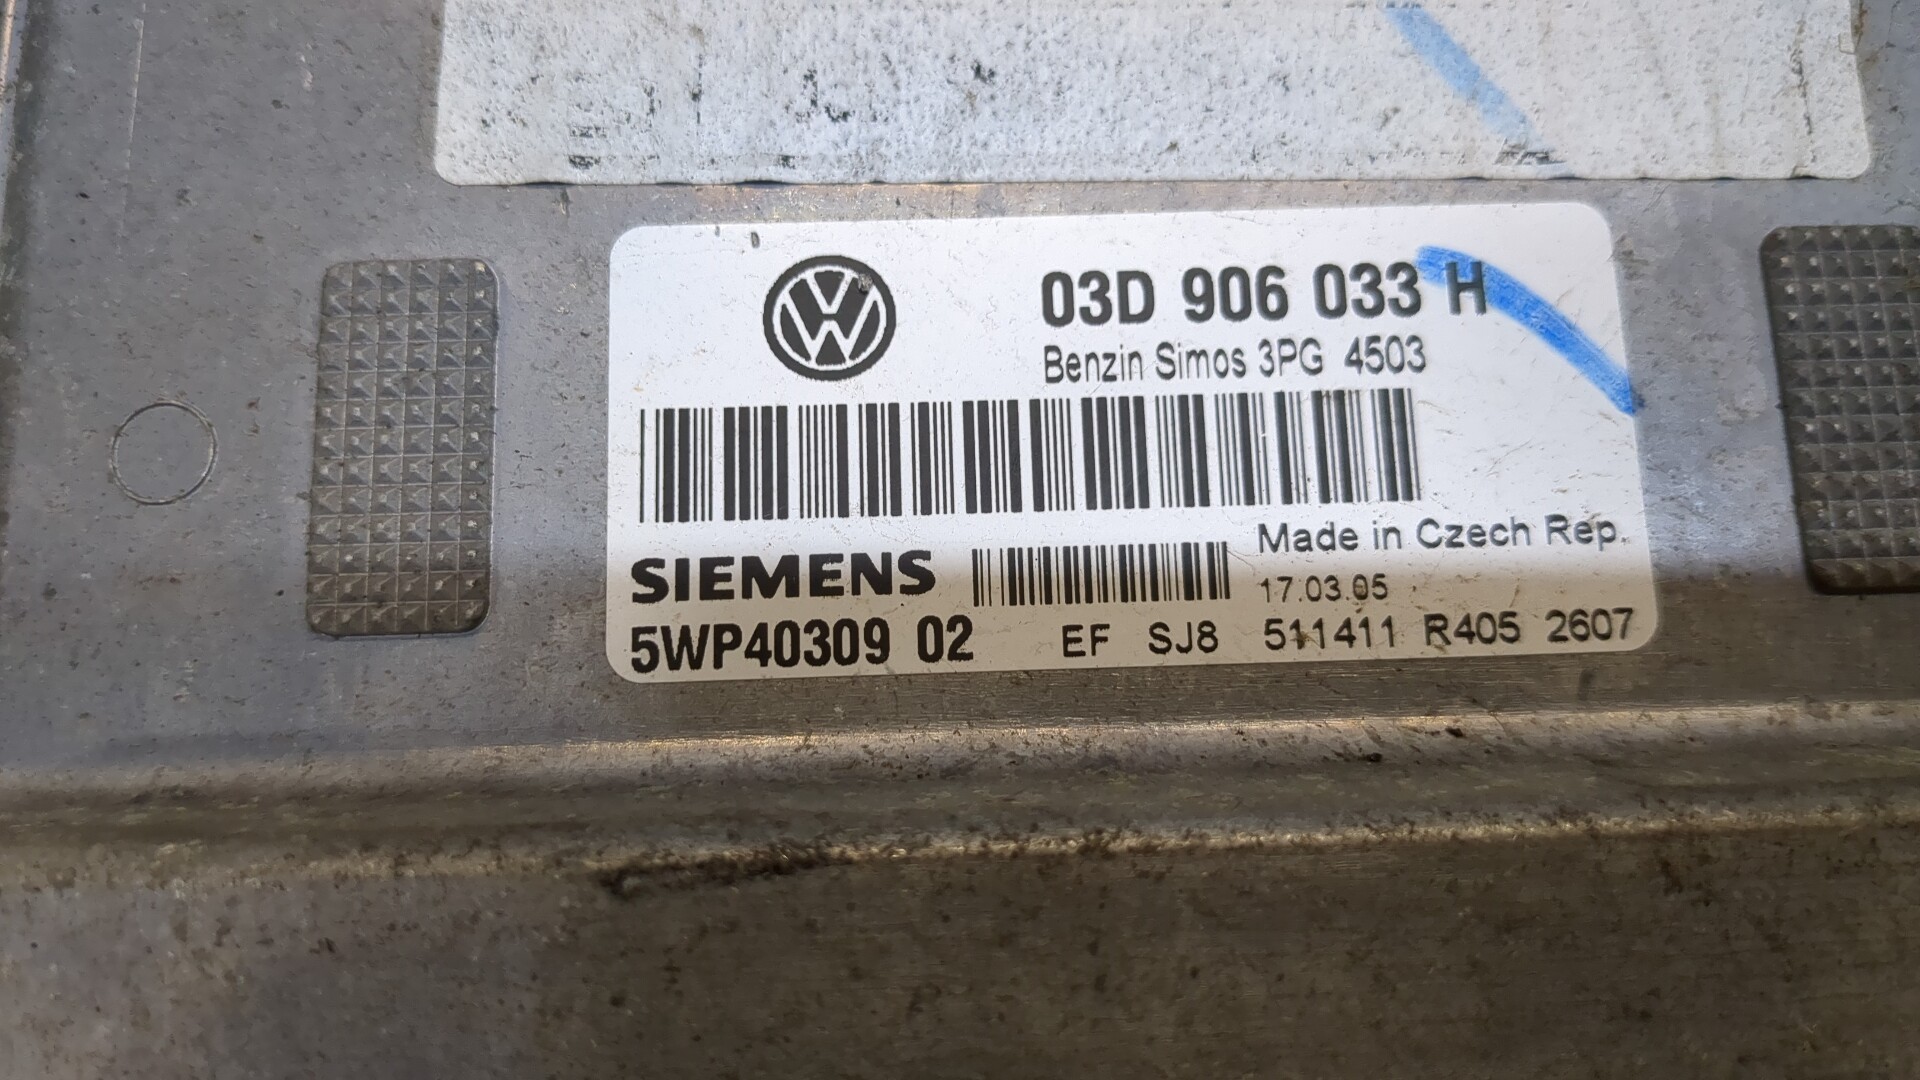 03D 906 033 H
Benzin Simos 3PG 4503
Made in Czech Rep.
SIEMENS 17.03.05
5WP40309 02 EF SJ8 511411 R405 2607